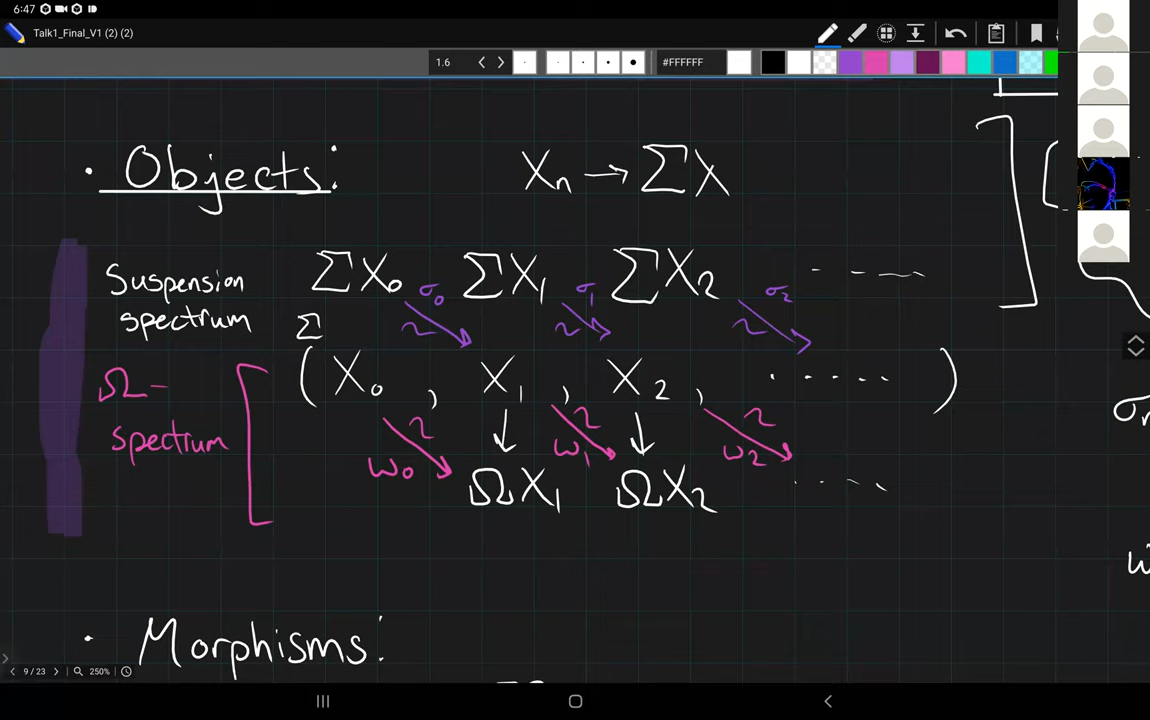 6:47
Talk1_Final_V1 (2) (2)
1.6 #FFFFFF
• Objects:
Xₙ → ΣX
Suspension spectrum
ΣX₀ ΣX₁ ΣX₂ ------
σ₀ σ₁ σ₂
~ ~ ~
Σ
(X₀, X₁, X₂, ......)
Ω-spectrum
~ ~ ~
ω₀ ω₁ ω₂
ΩX₁ ΩX₂ .....
• Morphisms:
9 / 23 250%